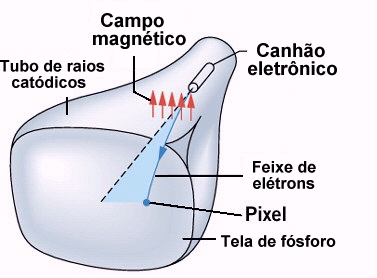 Campo
magnético
Canhão
eletrônico
Tubo de raios
catódicos
Feixe de
elétrons
Pixel
Tela de fósforo